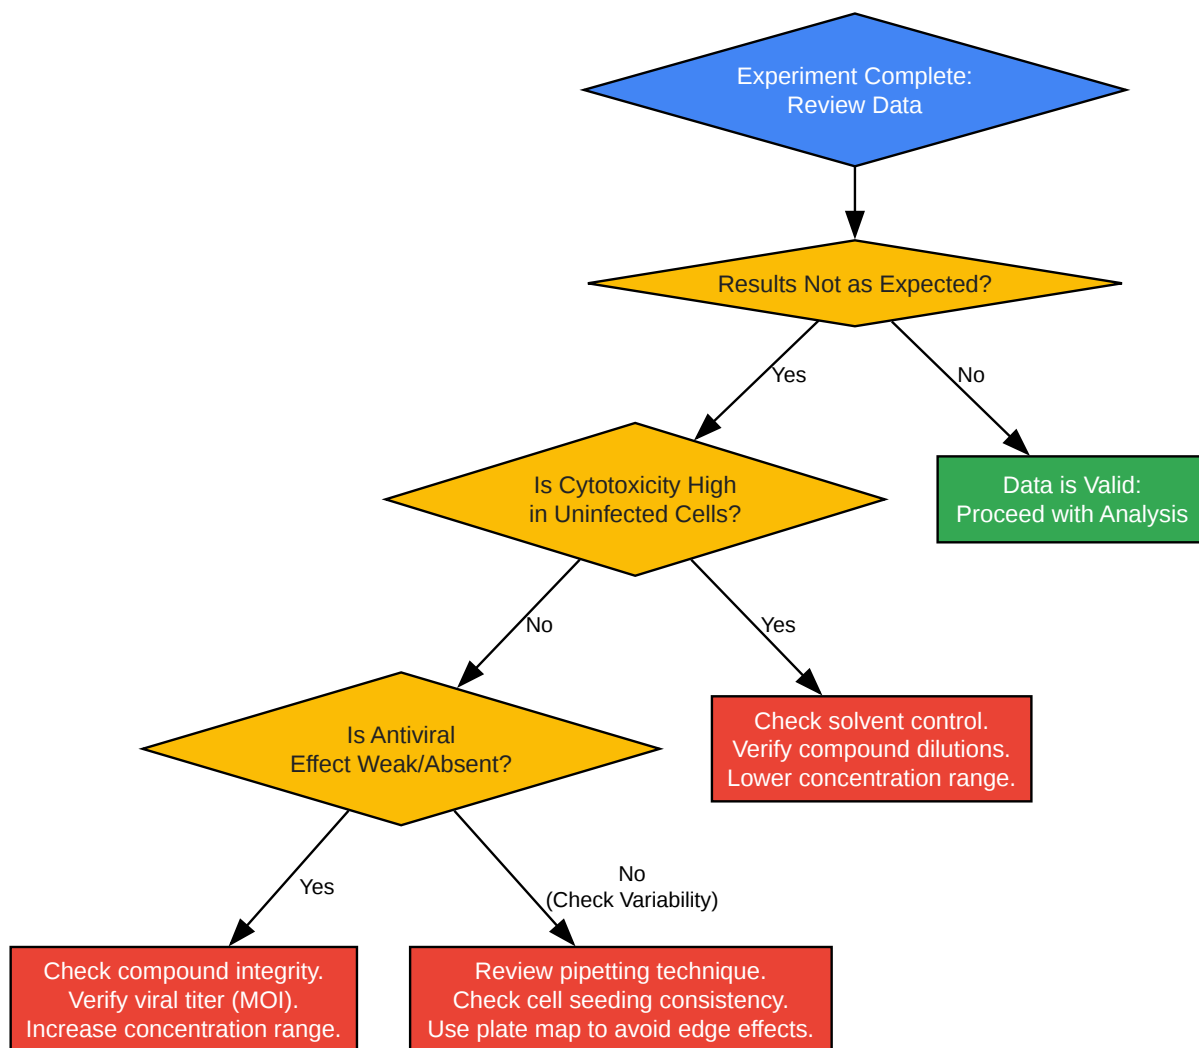 Experiment Complete:
Review Data
Results Not as Expected?
Yes
No
Is Cytotoxicity High
in Uninfected Cells?
Data is Valid:
Proceed with Analysis
No
Yes
Is Antiviral
Effect Weak/Absent?
Check solvent control.
Verify compound dilutions.
Lower concentration range.
Yes
No
(Check Variability)
Check compound integrity.
Verify viral titer (MOI).
Increase concentration range.
Review pipetting technique.
Check cell seeding consistency.
Use plate map to avoid edge effects.